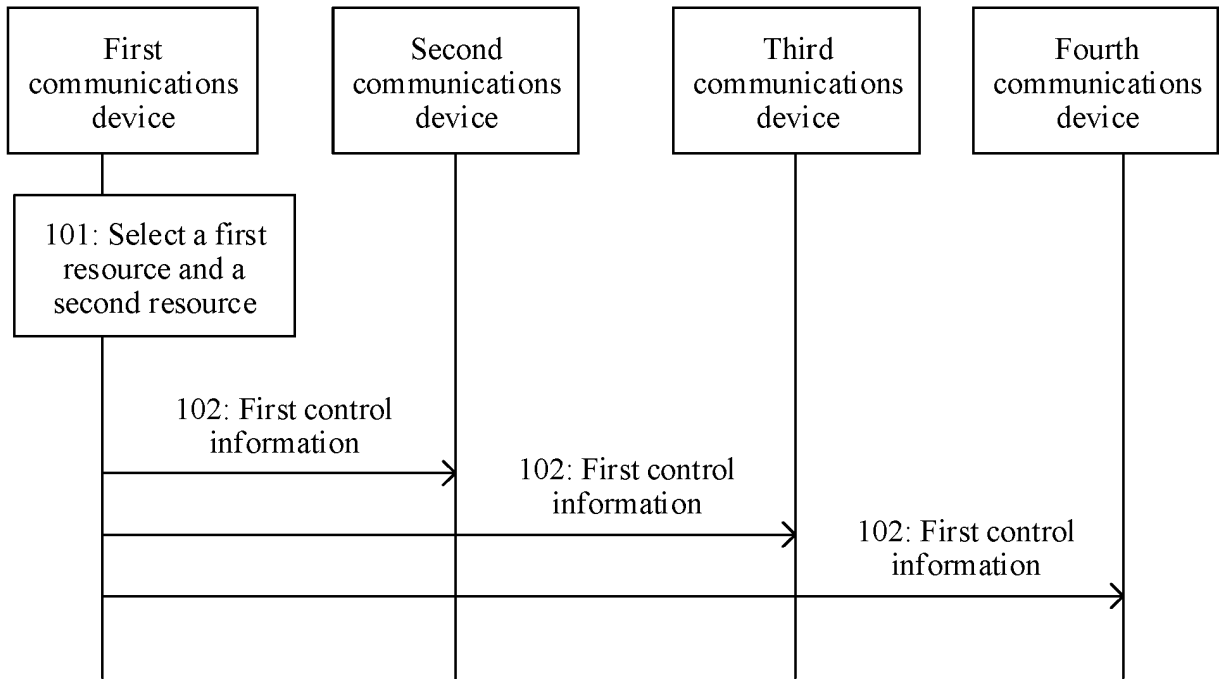 First
communications
device
Second
communications
device
Third
communications
device
Fourth
communications
device
101: Select a first
resource and a
second resource
102: First control
information
102: First control
information
102: First control
information